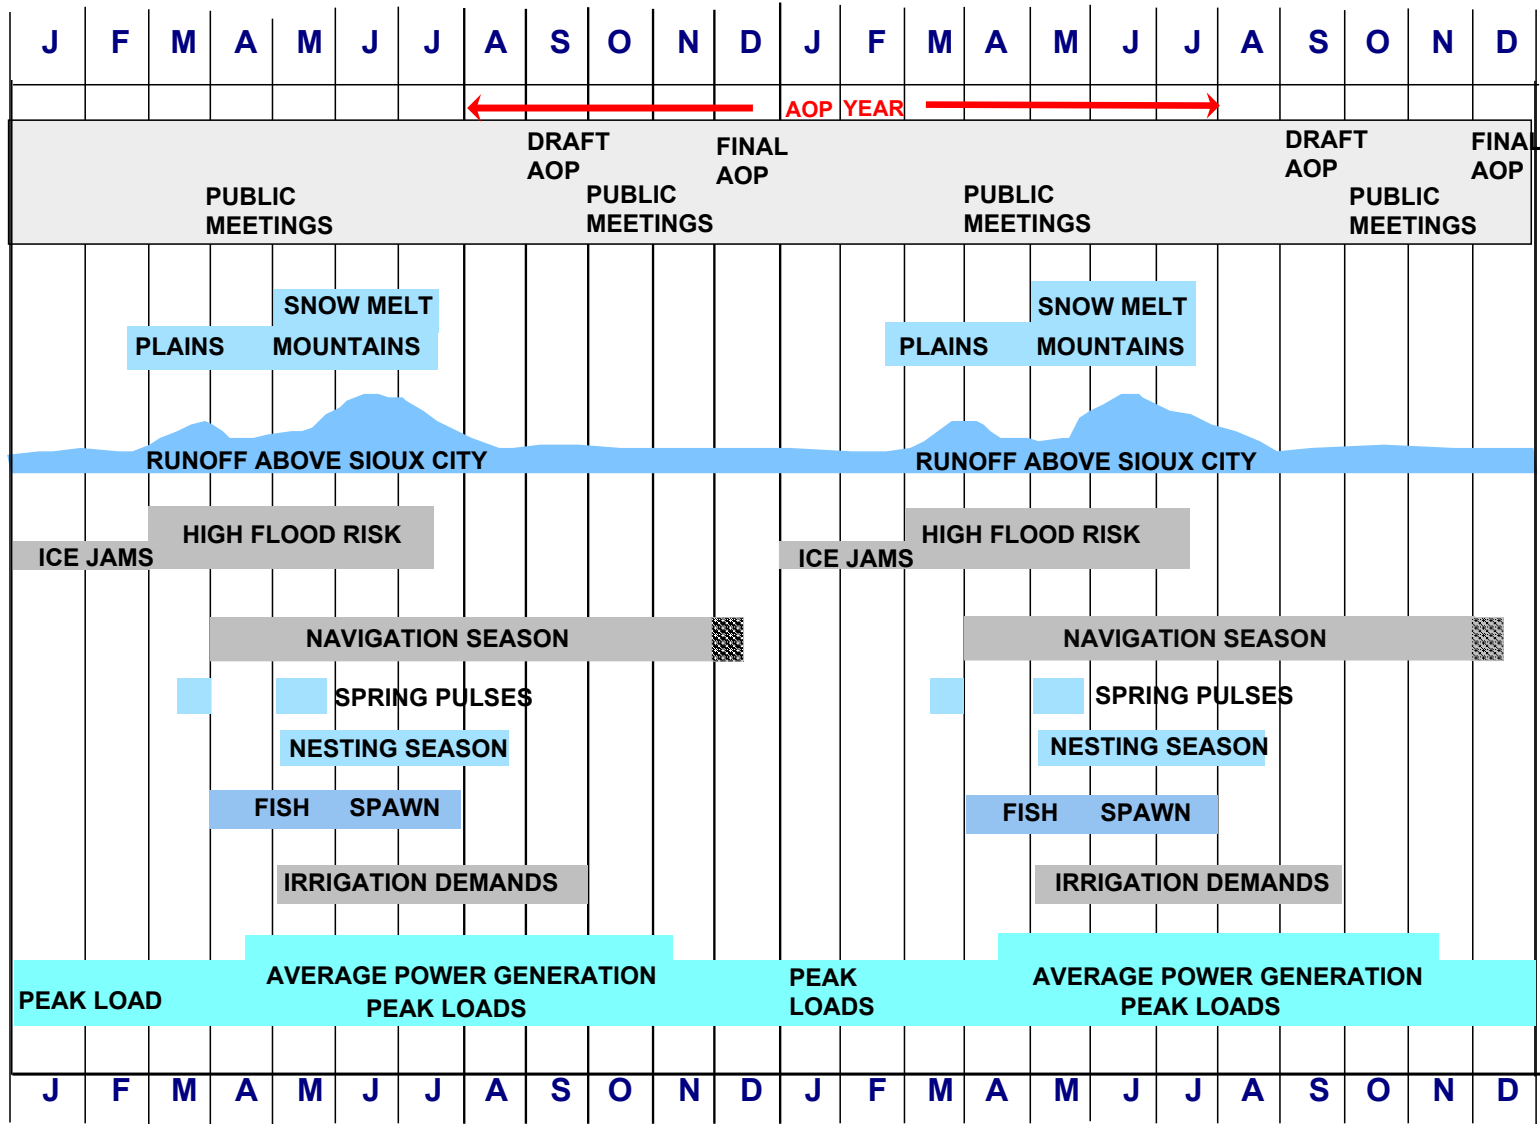 J F M A M J J A S O N D J F M A M J J A S O N D
AOP YEAR
DRAFT
AOP
FINAL
AOP
DRAFT
AOP
FINAL
AOP
PUBLIC
MEETINGS
PUBLIC
MEETINGS
PUBLIC
MEETINGS
PUBLIC
MEETINGS
SNOW MELT
SNOW MELT
PLAINS MOUNTAINS
PLAINS MOUNTAINS
RUNOFF ABOVE SIOUX CITY
RUNOFF ABOVE SIOUX CITY
HIGH FLOOD RISK
HIGH FLOOD RISK
ICE JAMS
ICE JAMS
NAVIGATION SEASON
NAVIGATION SEASON
SPRING PULSES
SPRING PULSES
NESTING SEASON
NESTING SEASON
FISH SPAWN
FISH SPAWN
IRRIGATION DEMANDS
IRRIGATION DEMANDS
PEAK LOAD
AVERAGE POWER GENERATION
PEAK LOADS
PEAK
LOADS
AVERAGE POWER GENERATION
PEAK LOADS
J F M A M J J A S O N D J F M A M J J A S O N D